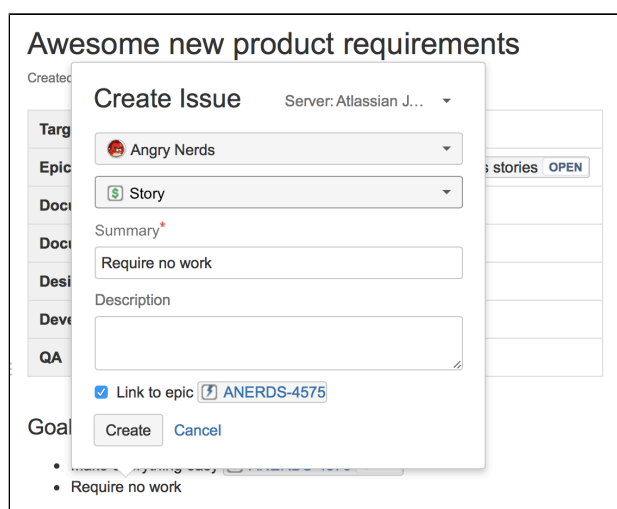 Awesome new product requirements
Created
Create Issue Server: Atlassian J...
Targ
Angry Nerds
Epic s stories OPEN
Story
Docu
Summary*
Docu
Require no work
Desi
Description
Deve
QA
Link to epic ANERDS-4575
Goal
Create Cancel
Require no work